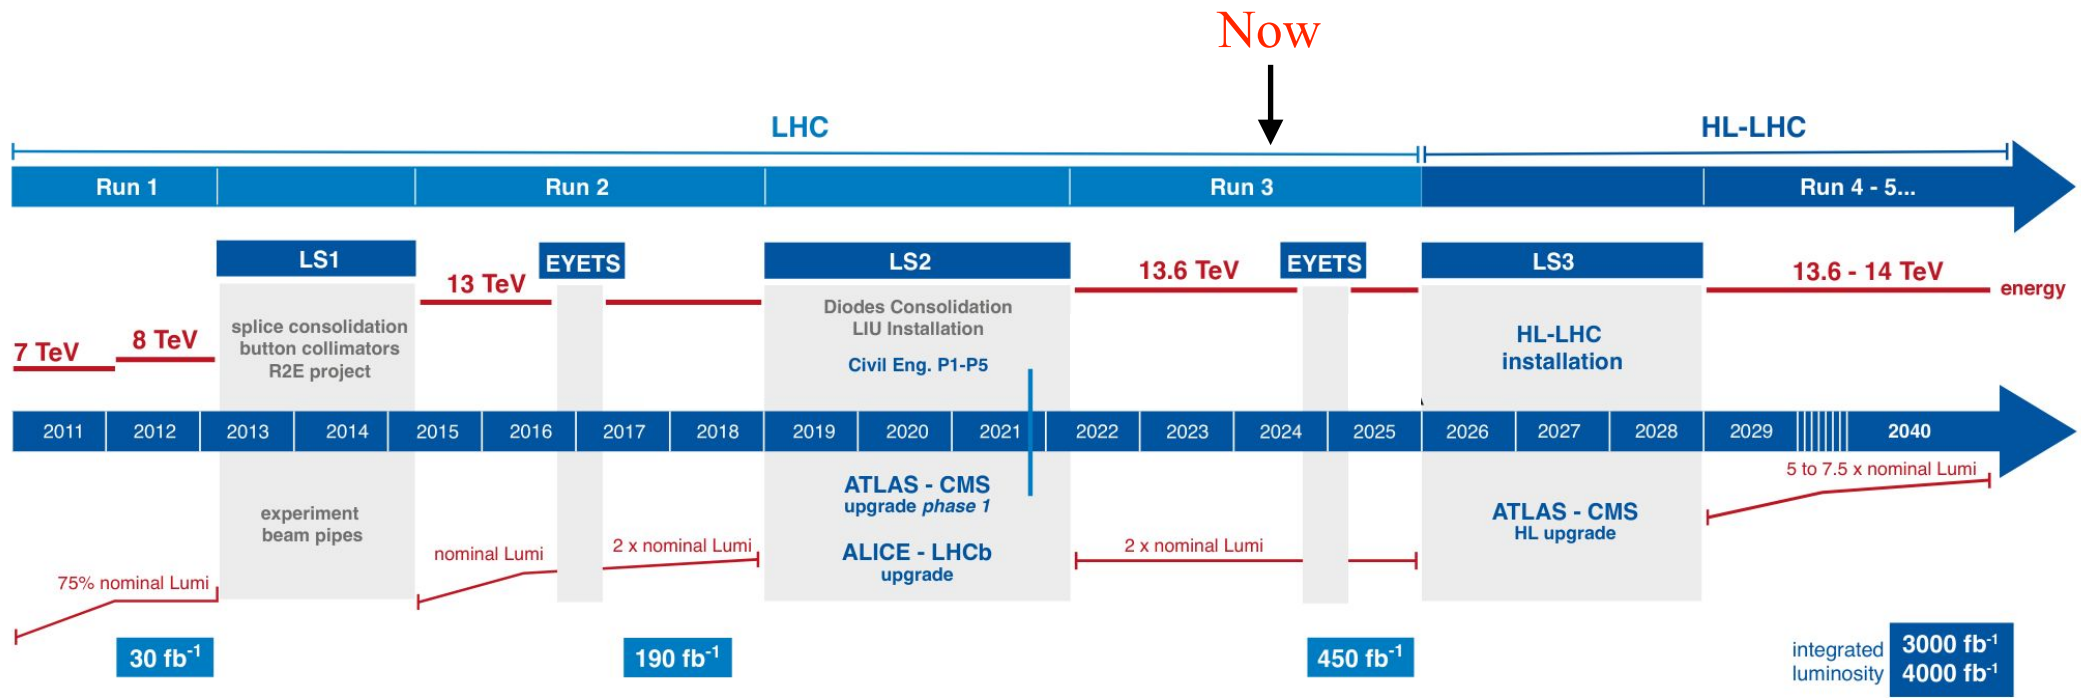 Now
LHC
HL-LHC
Run 1
Run 2
Run 3
Run 4 - 5...
LS1
EYETS
LS2
EYETS
LS3
13 TeV
13.6 TeV
13.6 - 14 TeV
energy
7 TeV
8 TeV
splice consolidation
button collimators
R2E project
Diodes Consolidation
LIU Installation
Civil Eng. P1-P5
HL-LHC
installation
2011
2012
2013
2014
2015
2016
2017
2018
2019
2020
2021
2022
2023
2024
2025
2026
2027
2028
2029
2040
5 to 7.5 x nominal Lumi
experiment
beam pipes
ATLAS - CMS
upgrade phase 1
ALICE - LHCb
upgrade
ATLAS - CMS
HL upgrade
75% nominal Lumi
nominal Lumi
2 x nominal Lumi
2 x nominal Lumi
30 fb⁻¹
190 fb⁻¹
450 fb⁻¹
integrated
luminosity
3000 fb⁻¹
4000 fb⁻¹